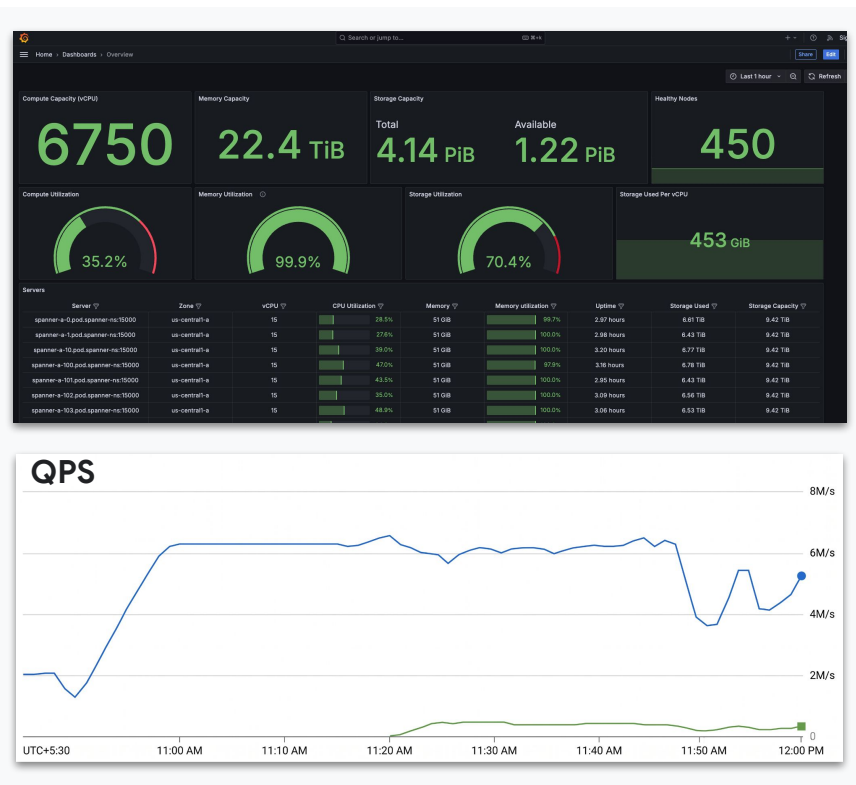 Search or jump to...
⌘+k
Sig
Home › Dashboards › Overview
Share
Edit
Last 1 hour
Refresh
Compute Capacity (vCPU)
6750
Memory Capacity
22.4 TiB
Storage Capacity
Total
4.14 PiB
Available
1.22 PiB
Healthy Nodes
450
Compute Utilization
35.2%
Memory Utilization
99.9%
Storage Utilization
70.4%
Storage Used Per vCPU
453 GiB
Servers
Server Zone vCPU CPU Utilization Memory Memory utilization Uptime Storage Used Storage Capacity
spanner-a-0.pod.spanner-ns:15000 us-central1-a 15 28.5% 51 GiB 99.7% 2.97 hours 6.61 TiB 9.42 TiB
spanner-a-1.pod.spanner-ns:15000 us-central1-a 15 27.6% 51 GiB 100.0% 2.98 hours 6.43 TiB 9.42 TiB
spanner-a-10.pod.spanner-ns:15000 us-central1-a 15 39.0% 51 GiB 100.0% 3.20 hours 6.77 TiB 9.42 TiB
spanner-a-100.pod.spanner-ns:15000 us-central1-a 15 47.0% 51 GiB 97.9% 3.16 hours 6.78 TiB 9.42 TiB
spanner-a-101.pod.spanner-ns:15000 us-central1-a 15 43.5% 51 GiB 100.0% 2.95 hours 6.43 TiB 9.42 TiB
spanner-a-102.pod.spanner-ns:15000 us-central1-a 15 35.0% 51 GiB 100.0% 3.09 hours 6.56 TiB 9.42 TiB
spanner-a-103.pod.spanner-ns:15000 us-central1-a 15 48.9% 51 GiB 100.0% 3.06 hours 6.53 TiB 9.42 TiB
QPS
8M/s
6M/s
4M/s
2M/s
0
UTC+5:30 11:00 AM 11:10 AM 11:20 AM 11:30 AM 11:40 AM 11:50 AM 12:00 PM